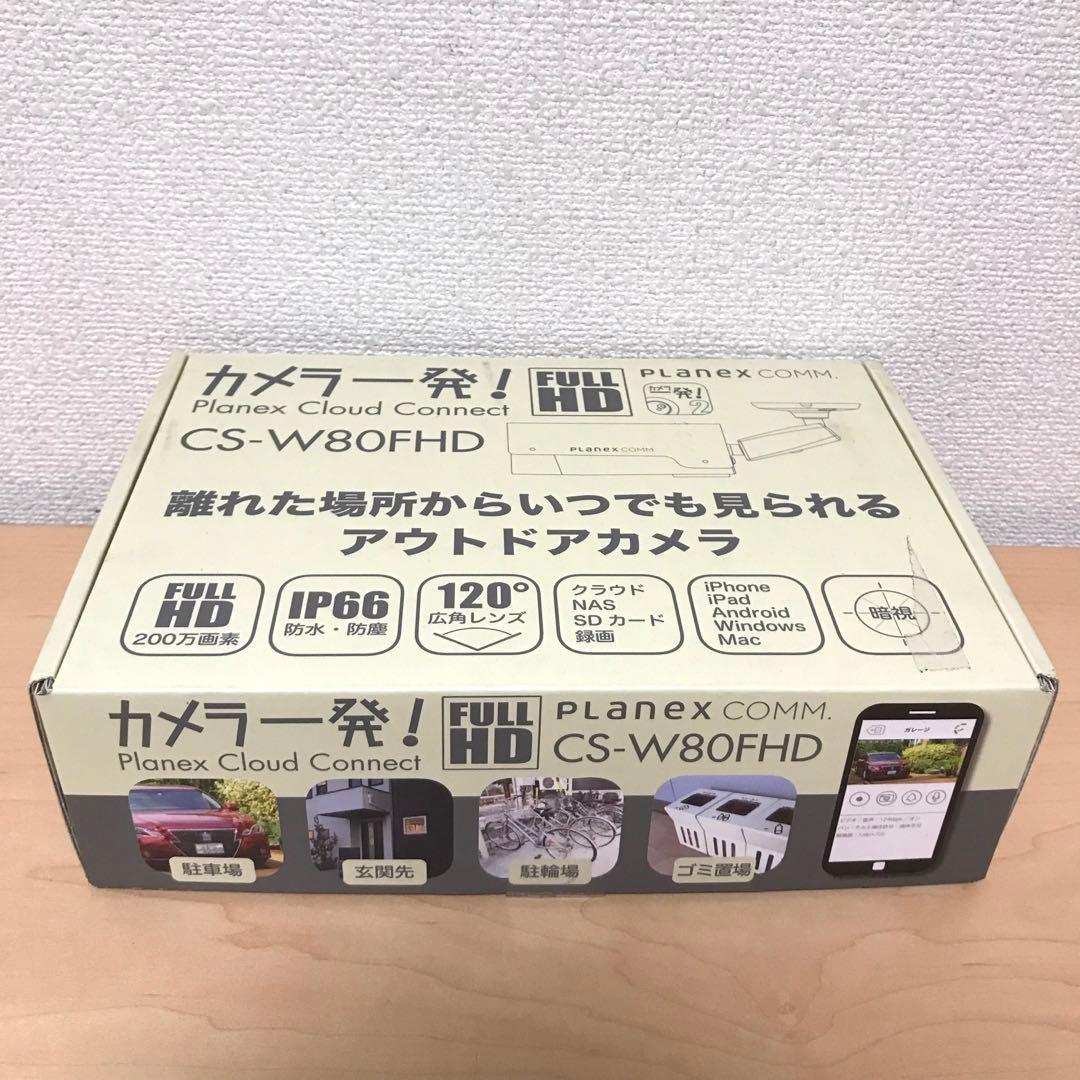 カメラ一発!
Planex Cloud Connect
CS-W80FHD
FULL
HD
PLANEX COMM.
カメラ
一発!
PLANEX COMM.
離れた場所からいつでも見られる
アウトドアカメラ
FULL
HD
200万画素
IP66
防水・防塵
120°
広角レンズ
クラウド
NAS
SDカード
録画
iPhone
iPad
Android
Windows
Mac
暗視
カメラ一発!
Planex Cloud Connect
FULL
HD
PLANEX COMM.
CS-W80FHD
駐車場
玄関先
駐輪場
ゴミ置場
ガレージ